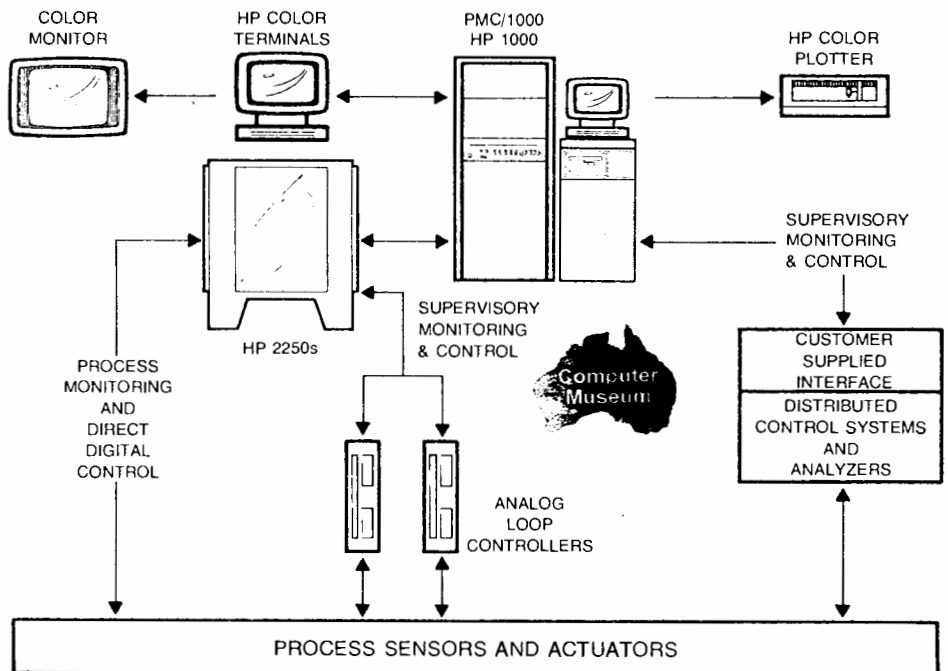 COLOR
MONITOR
HP COLOR
TERMINALS
PMC/1000
HP 1000
HP COLOR
PLOTTER
SUPERVISORY
MONITORING
& CONTROL
HP 2250s
SUPERVISORY
MONITORING
& CONTROL
Computer
Museum
CUSTOMER
SUPPLIED
INTERFACE
DISTRIBUTED
CONTROL SYSTEMS
AND
ANALYZERS
PROCESS
MONITORING
AND
DIRECT
DIGITAL
CONTROL
ANALOG
LOOP
CONTROLLERS
PROCESS SENSORS AND ACTUATORS